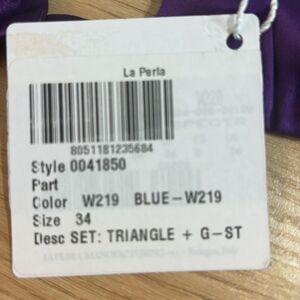 La Perla
8051181235684
Style 0041850
Part
Color W219 BLUE-W219
Size 34
Desc SET: TRIANGLE + G-ST